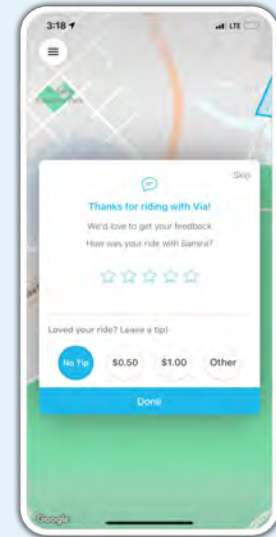 3:18
LTE
Skip
Thanks for riding with Via!
We'd love to get your feedback
How was your ride with Samira?
Loved your ride? Leave a tip!
No Tip
$0.50
$1.00
Other
Done
Google